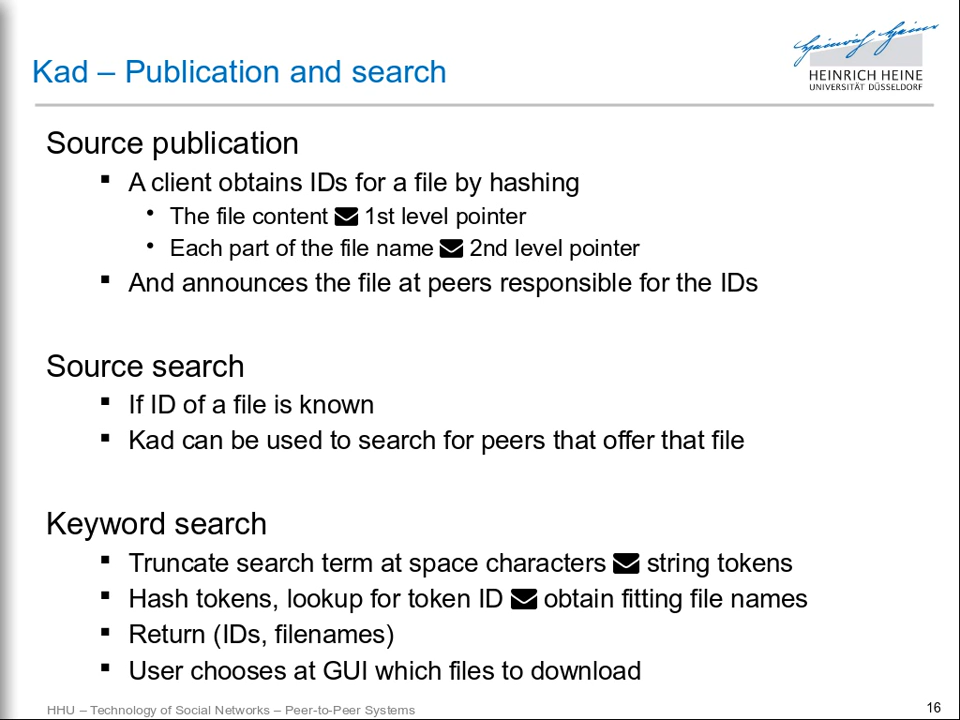 Kad – Publication and search
Heinrich Heine
HEINRICH HEINE
UNIVERSITÄT DÜSSELDORF
Source publication
▪ A client obtains IDs for a file by hashing
• The file content ✉ 1st level pointer
• Each part of the file name ✉ 2nd level pointer
▪ And announces the file at peers responsible for the IDs
Source search
▪ If ID of a file is known
▪ Kad can be used to search for peers that offer that file
Keyword search
▪ Truncate search term at space characters ✉ string tokens
▪ Hash tokens, lookup for token ID ✉ obtain fitting file names
▪ Return (IDs, filenames)
▪ User chooses at GUI which files to download
HHU – Technology of Social Networks – Peer-to-Peer Systems
16